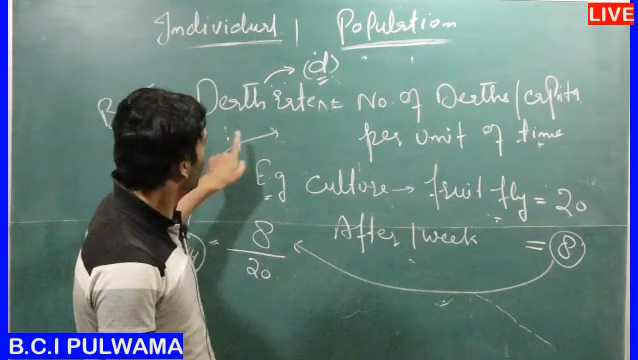 LIVE
Individual | Population
(d)
Death = No. of Deaths/capita
per unit of time
E.g culture → fruit fly = 20
After 1 week = 8
= 8/20
B.C.I PULWAMA